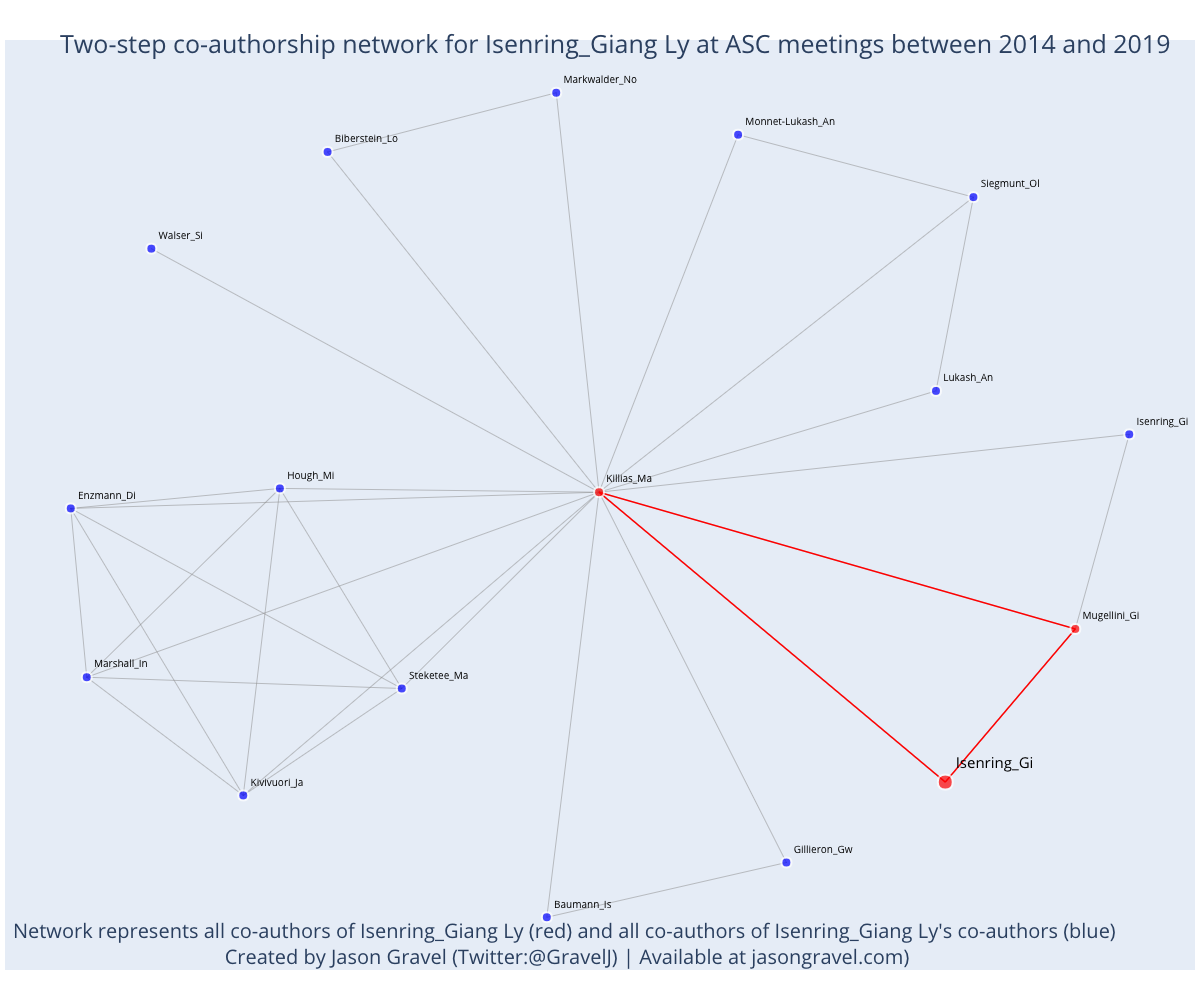 Two-step co-authorship network for Isenring_Giang Ly at ASC meetings between 2014 and 2019
Markwalder_No
Monnet-Lukash_An
Biberstein_Lo
Siegmunt_Ol
Walser_Si
Lukash_An
Isenring_Gi
Hough_Mi
Killias_Ma
Enzmann_Di
Mugellini_Gi
Marshall_In
Steketee_Ma
Isenring_Gi
Kivivuori_Ja
Gillieron_Gw
Baumann_Is
Network represents all co-authors of Isenring_Giang Ly (red) and all co-authors of Isenring_Giang Ly's co-authors (blue)
Created by Jason Gravel (Twitter:@GravelJ) | Available at jasongravel.com)